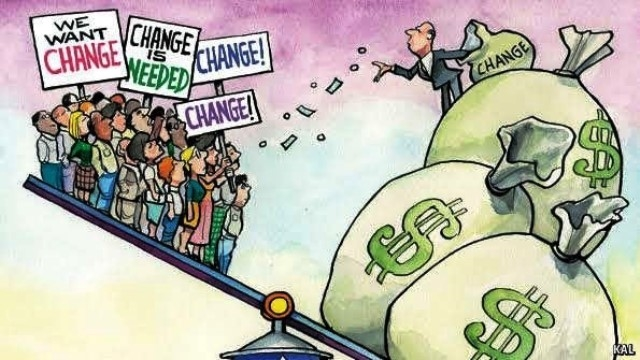 WE
WANT
CHANGE
CHANGE
IS
NEEDED
CHANGE!
CHANGE!
CHANGE
$
$
$
KAL